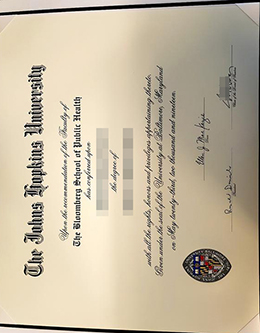 The Johns Hopkins University
Upon the recommendation of the Faculty of
The Bloomberg School of Public Health
has conferred upon
the degree of
with all the rights, honors and privileges appertaining thereto.
Given under the seal of the University at Baltimore, Maryland
on May twenty-third, two thousand and nineteen.